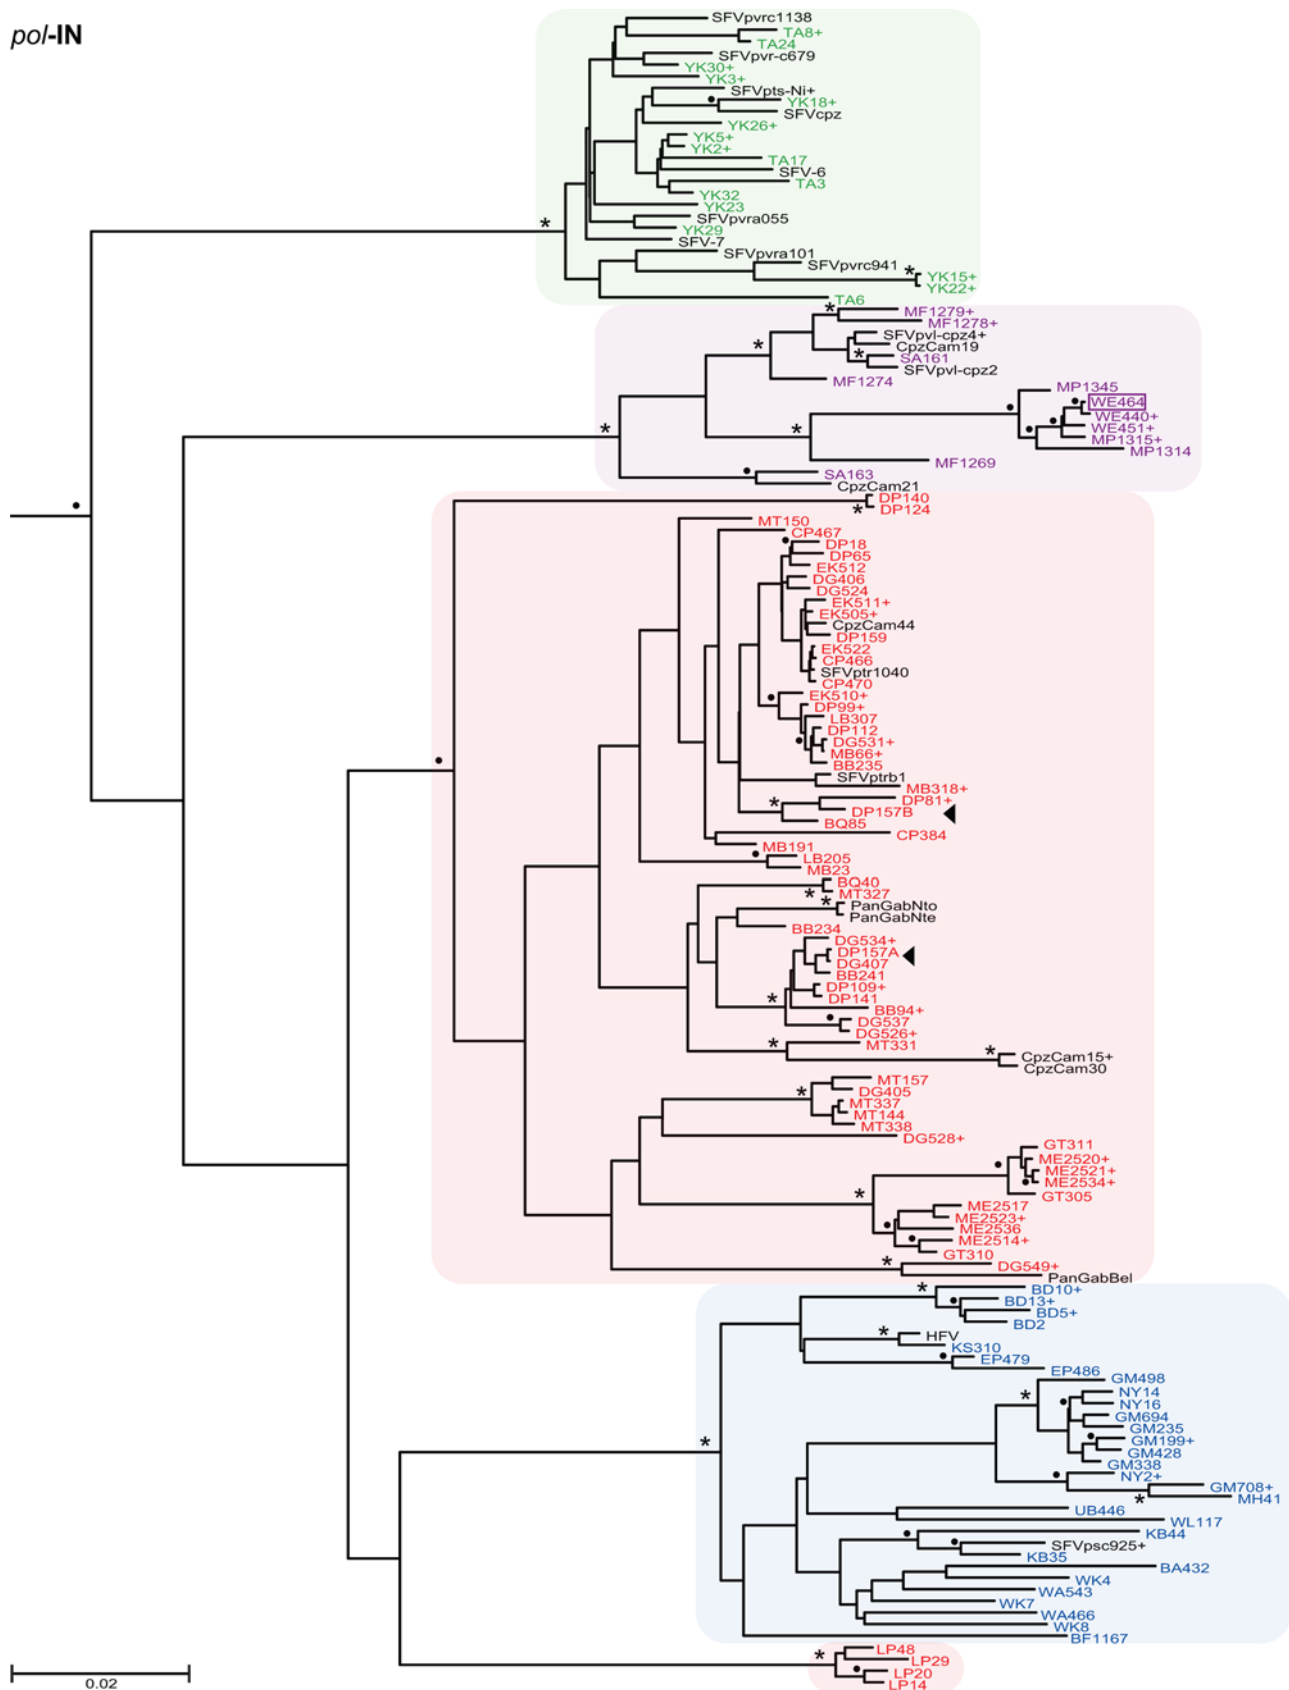 pol-IN
SFVpvrc1138
TA8+
TA24
SFVpvr-c679
YK30+
YK3+
SFVpts-Ni+
YK18+
SFVcpz
YK26+
YK5+
YK2+
TA17
SFV-6
TA3
YK32
YK23
SFVpvra055
YK29
SFV-7
SFVpvra101
SFVpvrc941
YK15+
YK22+
TA6
MF1279+
MF1278+
SFVpvl-cpz4+
CpzCam19
SA161
SFVpvl-cpz2
MF1274
MP1345
WE464
WE440+
WE451+
MP1315+
MP1314
MF1269
SA163
CpzCam21
DP140
DP124
MT150
CP467
DP18
DP65
EK512
DG406
DG524
EK511+
EK505+
CpzCam44
DP159
EK522
CP466
SFVptr1040
CP470
EK510+
DP99+
LB307
DP112
DG531+
MB66+
BB235
SFVptrb1
MB318+
DP81+
DP157B
BQ85
CP384
MB191
LB205
MB23
BQ40
MT327
PanGabNto
PanGabNte
BB234
DG534+
DP157A
DG407
BB241
DP109+
DP141
BB94+
DG537
DG526+
MT331
CpzCam15+
CpzCam30
MT157
DG405
MT337
MT144
MT338
DG528+
GT311
ME2520+
ME2521+
ME2534+
GT305
ME2517
ME2523+
ME2536
ME2514+
GT310
DG549+
PanGabBel
BD10+
BD13+
BD5+
BD2
HFV
KS310
EP479
EP486
GM498
NY14
NY16
GM694
GM235
GM199+
GM428
GM338
NY2+
GM708+
MH41
UB446
WL117
KB44
SFVpsc925+
KB35
BA432
WK4
WA543
WK7
WA466
WK8
BF1167
LP48
LP29
LP20
LP14
0.02